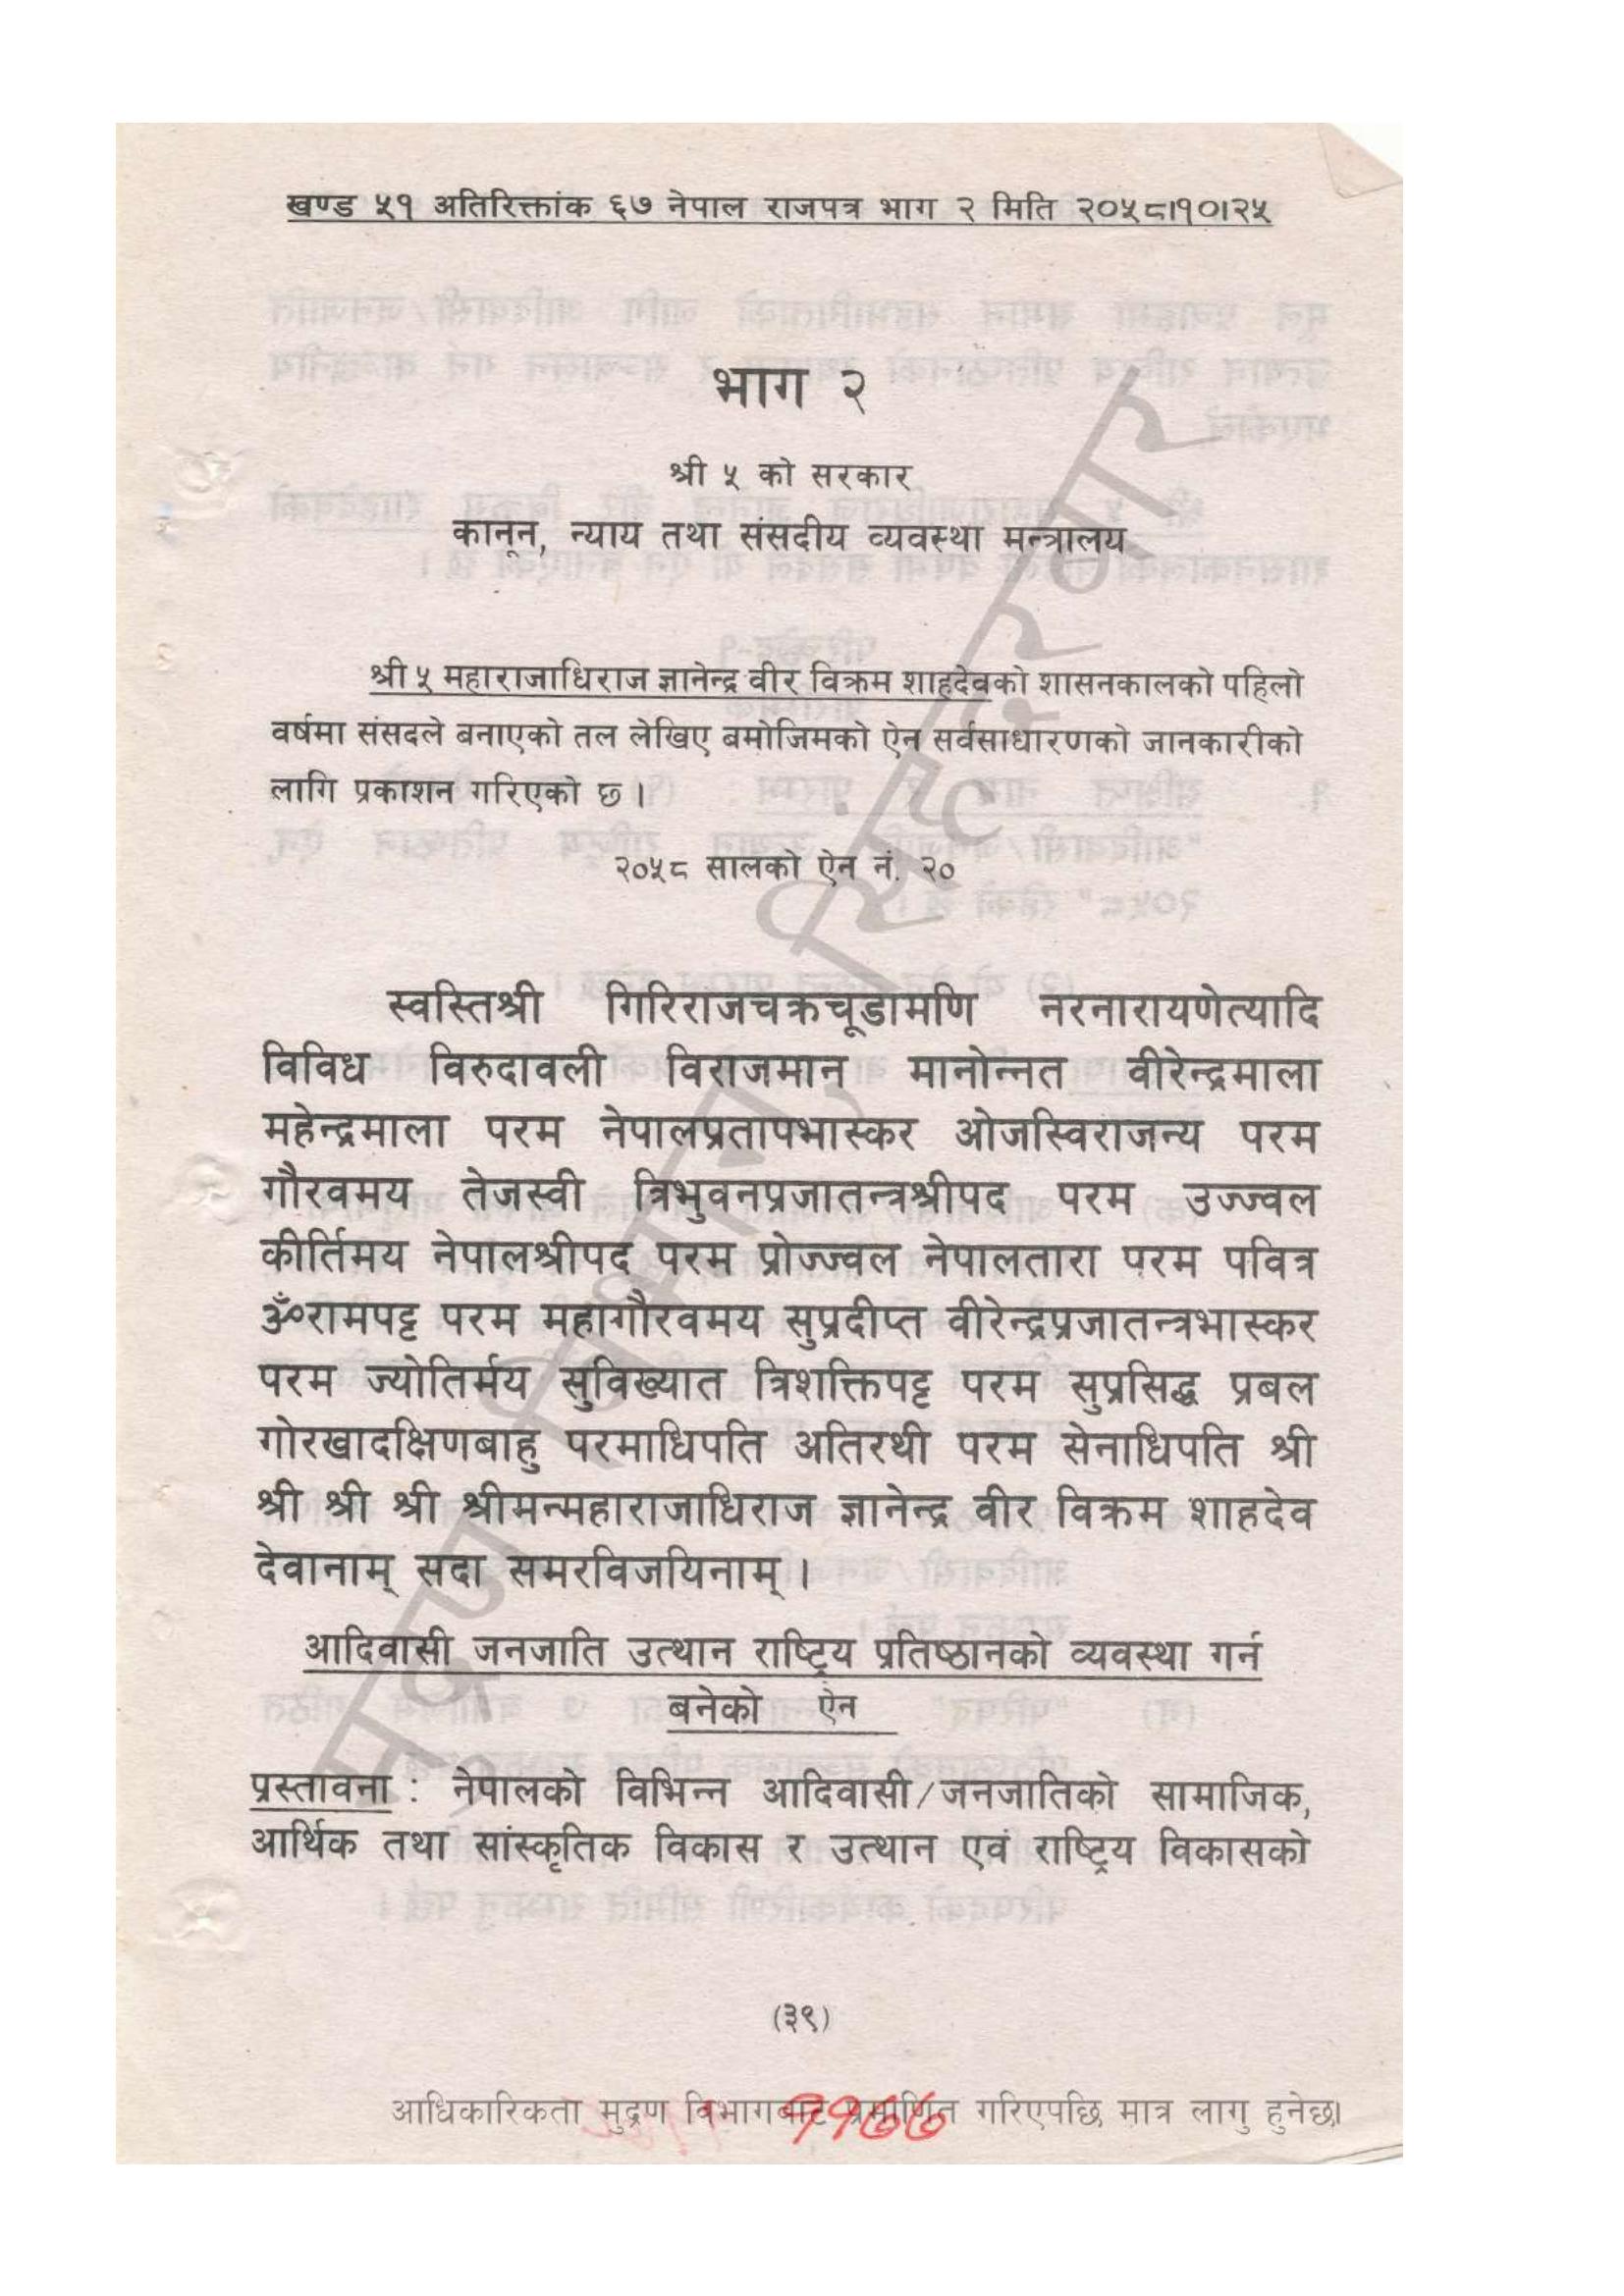 खण्ड ५१ अतिरिक्तांक ६७ नेपाल राजपत्र भाग २ मिति २०५८।१०।२५
भाग २
श्री ५ को सरकार
कानून, न्याय तथा संसदीय व्यवस्था मन्त्रालय
श्री ५ महाराजाधिराज ज्ञानेन्द्र वीर विक्रम शाहदेवको शासनकालको पहिलो
वर्षमा संसदले बनाएको तल लेखिए बमोजिमको ऐन सर्वसाधारणको जानकारीको
लागि प्रकाशन गरिएको छ ।
२०५८ सालको ऐन नं. २०
स्वस्तिश्री गिरिराजचक्रचूडामणि नरनारायणेत्यादि
विविध विरुदावली विराजमान मानोन्नत वीरेन्द्रमाला
महेन्द्रमाला परम नेपालप्रतापभास्कर ओजस्विराजन्य परम
गौरवमय तेजस्वी त्रिभुवनप्रजातन्त्रश्रीपद परम उज्ज्वल
कीर्तिमय नेपालश्रीपद परम प्रोज्ज्वल नेपालतारा परम पवित्र
ॐरामपट्ट परम महागौरवमय सुप्रदीप्त वीरेन्द्रप्रजातन्त्रभास्कर
परम ज्योतिर्मय सुविख्यात त्रिशक्तिपट्ट परम सुप्रसिद्ध प्रबल
गोरखादक्षिणबाहु परमाधिपति अतिरथी परम सेनाधिपति श्री
श्री श्री श्री श्रीमन्महाराजाधिराज ज्ञानेन्द्र वीर विक्रम शाहदेव
देवानाम् सदा समरविजयिनाम् ।
आदिवासी जनजाति उत्थान राष्ट्रिय प्रतिष्ठानको व्यवस्था गर्न
बनेको ऐन
प्रस्तावना : नेपालको विभिन्न आदिवासी/जनजातिको सामाजिक,
आर्थिक तथा सांस्कृतिक विकास र उत्थान एवं राष्ट्रिय विकासको
(३९)
आधिकारिकता मुद्रण विभागबाट प्रमाणित गरिएपछि मात्र लागु हुनेछ।
११७७
मुद्रण विभाग, सिंहदरबार